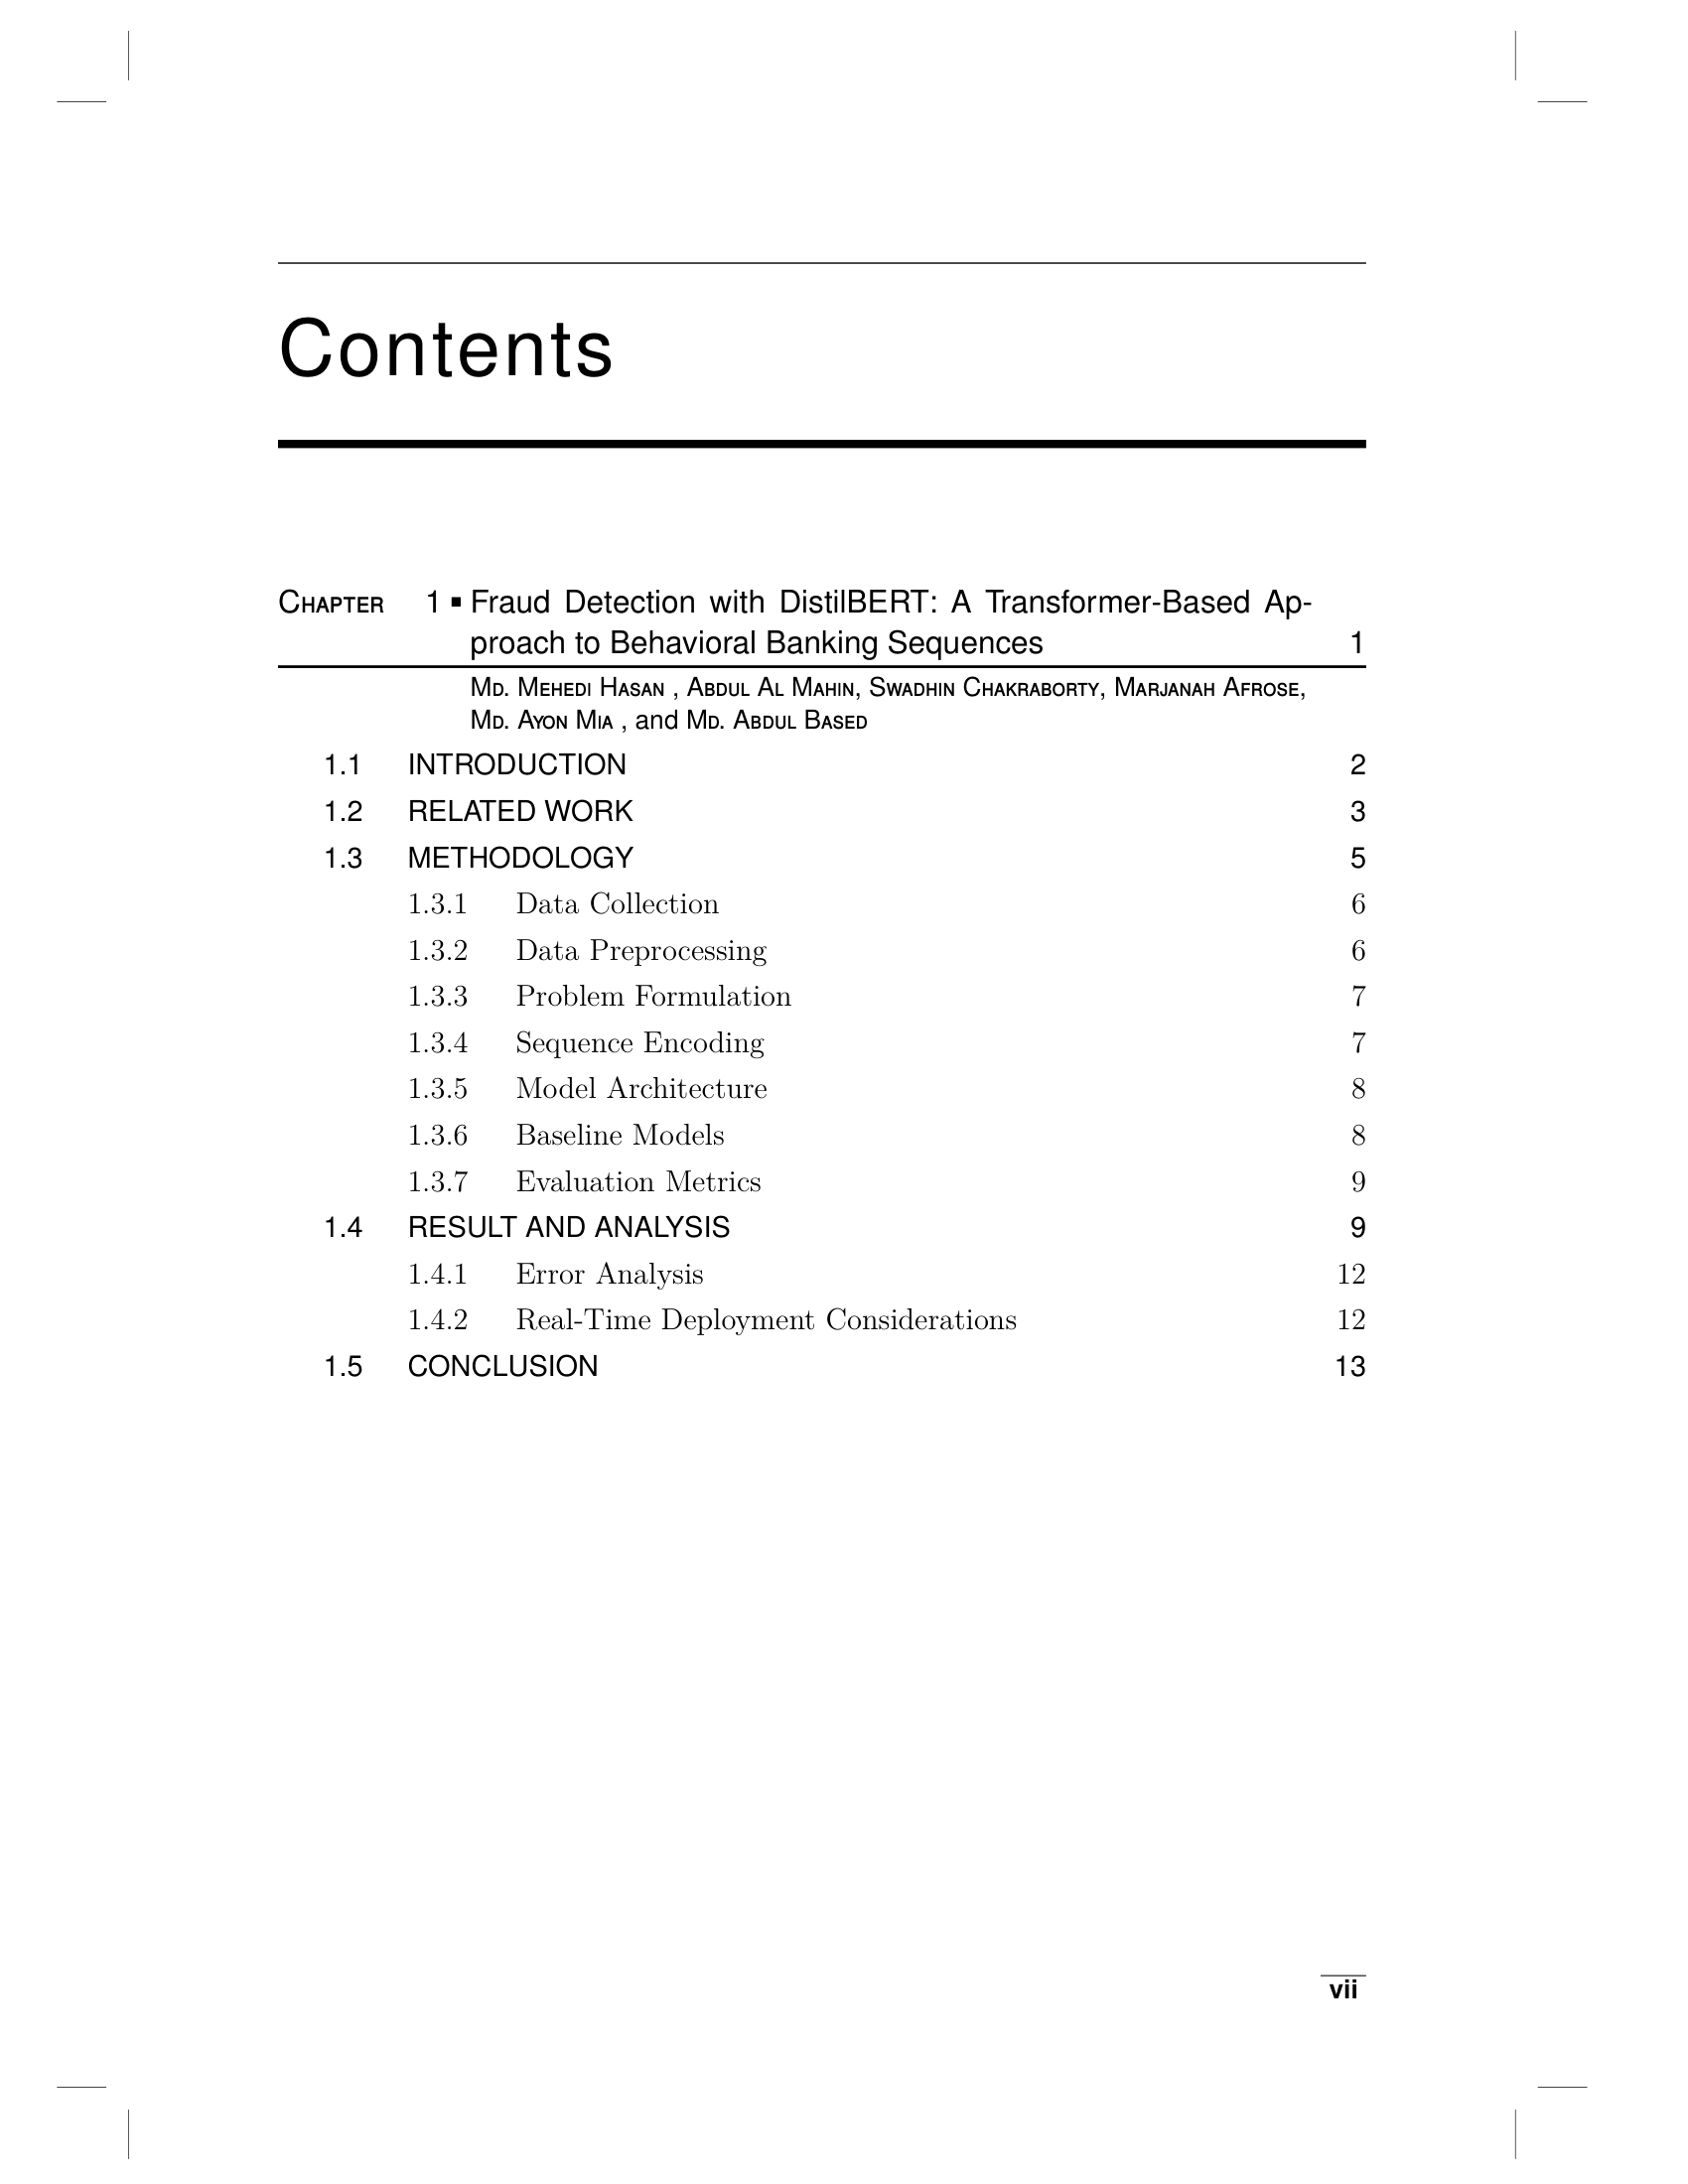 Contents
Chapter 1 ▪ Fraud Detection with DistilBERT: A Transformer-Based Ap-
proach to Behavioral Banking Sequences 1
Md. Mehedi Hasan , Abdul Al Mahin, Swadhin Chakraborty, Marjanah Afrose,
Md. Ayon Mia , and Md. Abdul Based
1.1 INTRODUCTION 2
1.2 RELATED WORK 3
1.3 METHODOLOGY 5
1.3.1 Data Collection 6
1.3.2 Data Preprocessing 6
1.3.3 Problem Formulation 7
1.3.4 Sequence Encoding 7
1.3.5 Model Architecture 8
1.3.6 Baseline Models 8
1.3.7 Evaluation Metrics 9
1.4 RESULT AND ANALYSIS 9
1.4.1 Error Analysis 12
1.4.2 Real-Time Deployment Considerations 12
1.5 CONCLUSION 13
vii